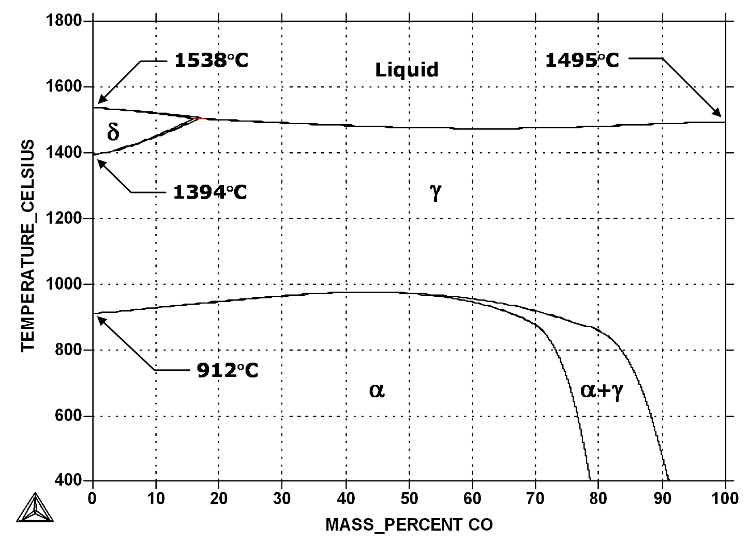 1800
1600
1400
1200
1000
800
600
400
TEMPERATURE_CELSIUS
1538°C
Liquid
1495°C
δ
1394°C
γ
912°C
α
α+γ
0 10 20 30 40 50 60 70 80 90 100
MASS_PERCENT CO